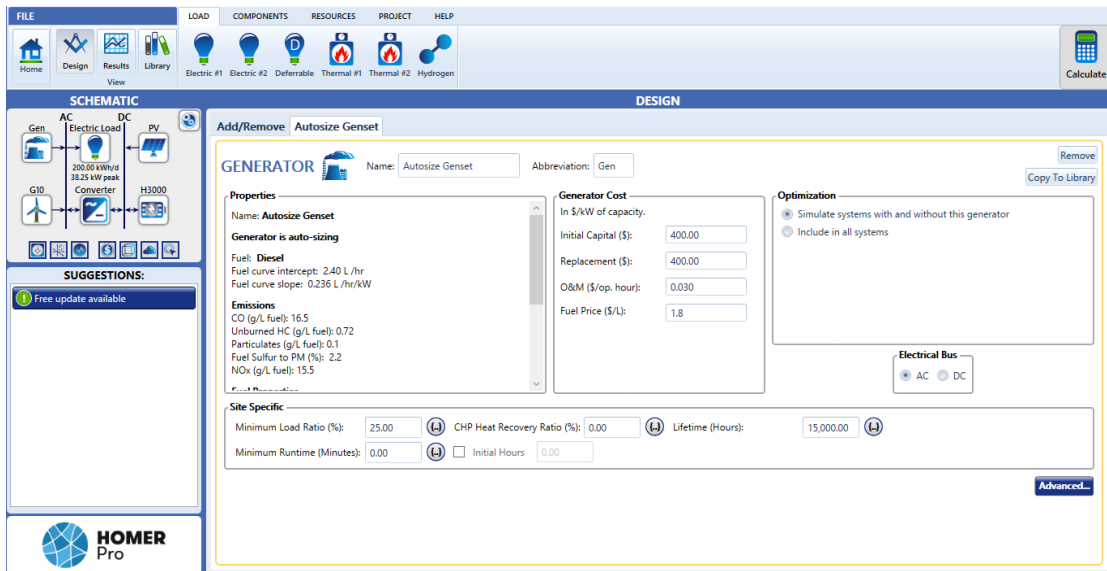 FILE
LOAD COMPONENTS RESOURCES PROJECT HELP
Home
Design Results Library
View
Electric #1 Electric #2 Deferrable Thermal #1 Thermal #2 Hydrogen
D
Calculate
SCHEMATIC
DESIGN
AC DC
Gen Electric Load PV
200.00 kWh/d
38.25 kW peak
G10 Converter H3000
SUGGESTIONS:
Free update available
HOMER
Pro
Add/Remove Autosize Genset
GENERATOR Name: Autosize Genset Abbreviation: Gen
Remove
Copy To Library
Properties
Name: Autosize Genset
Generator is auto-sizing
Fuel: Diesel
Fuel curve intercept: 2.40 L /hr
Fuel curve slope: 0.236 L /hr/kW
Emissions
CO (g/L fuel): 16.5
Unburned HC (g/L fuel): 0.72
Particulates (g/L fuel): 0.1
Fuel Sulfur to PM (%): 2.2
NOx (g/L fuel): 15.5
Generator Cost
In $/kW of capacity.
Initial Capital ($): 400.00
Replacement ($): 400.00
O&M ($/op. hour): 0.030
Fuel Price ($/L): 1.8
Optimization
Simulate systems with and without this generator
Include in all systems
Electrical Bus
AC DC
Site Specific
Minimum Load Ratio (%): 25.00 {..} CHP Heat Recovery Ratio (%): 0.00 {..} Lifetime (Hours): 15,000.00 {..}
Minimum Runtime (Minutes): 0.00 {..} Initial Hours 0.00
Advanced...